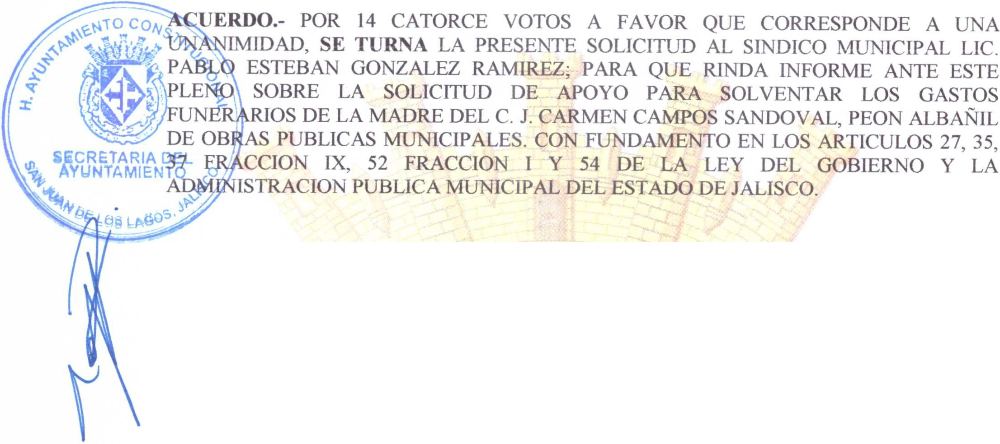 ACUERDO.- POR 14 CATORCE VOTOS A FAVOR QUE CORRESPONDE A UNA
UNANIMIDAD, SE TURNA LA PRESENTE SOLICITUD AL SINDICO MUNICIPAL LIC.
PABLO ESTEBAN GONZALEZ RAMIREZ; PARA QUE RINDA INFORME ANTE ESTE
PLENO SOBRE LA SOLICITUD DE APOYO PARA SOLVENTAR LOS GASTOS
FUNERARIOS DE LA MADRE DEL C. J. CARMEN CAMPOS SANDOVAL, PEON ALBAÑIL
DE OBRAS PUBLICAS MUNICIPALES. CON FUNDAMENTO EN LOS ARTICULOS 27, 35,
37 FRACCION IX, 52 FRACCION I Y 54 DE LA LEY DEL GOBIERNO Y LA
ADMINISTRACION PUBLICA MUNICIPAL DEL ESTADO DE JALISCO.
H. AYUNTAMIENTO CONSTITUCIONAL
SECRETARIA DEL
AYUNTAMIENTO
SAN JUAN DE LOS LAGOS, JALISCO